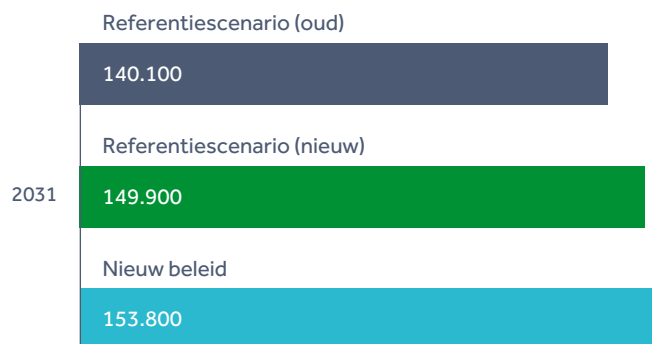 Referentiescenario (oud)
140.100
Referentiescenario (nieuw)
2031
149.900
Nieuw beleid
153.800